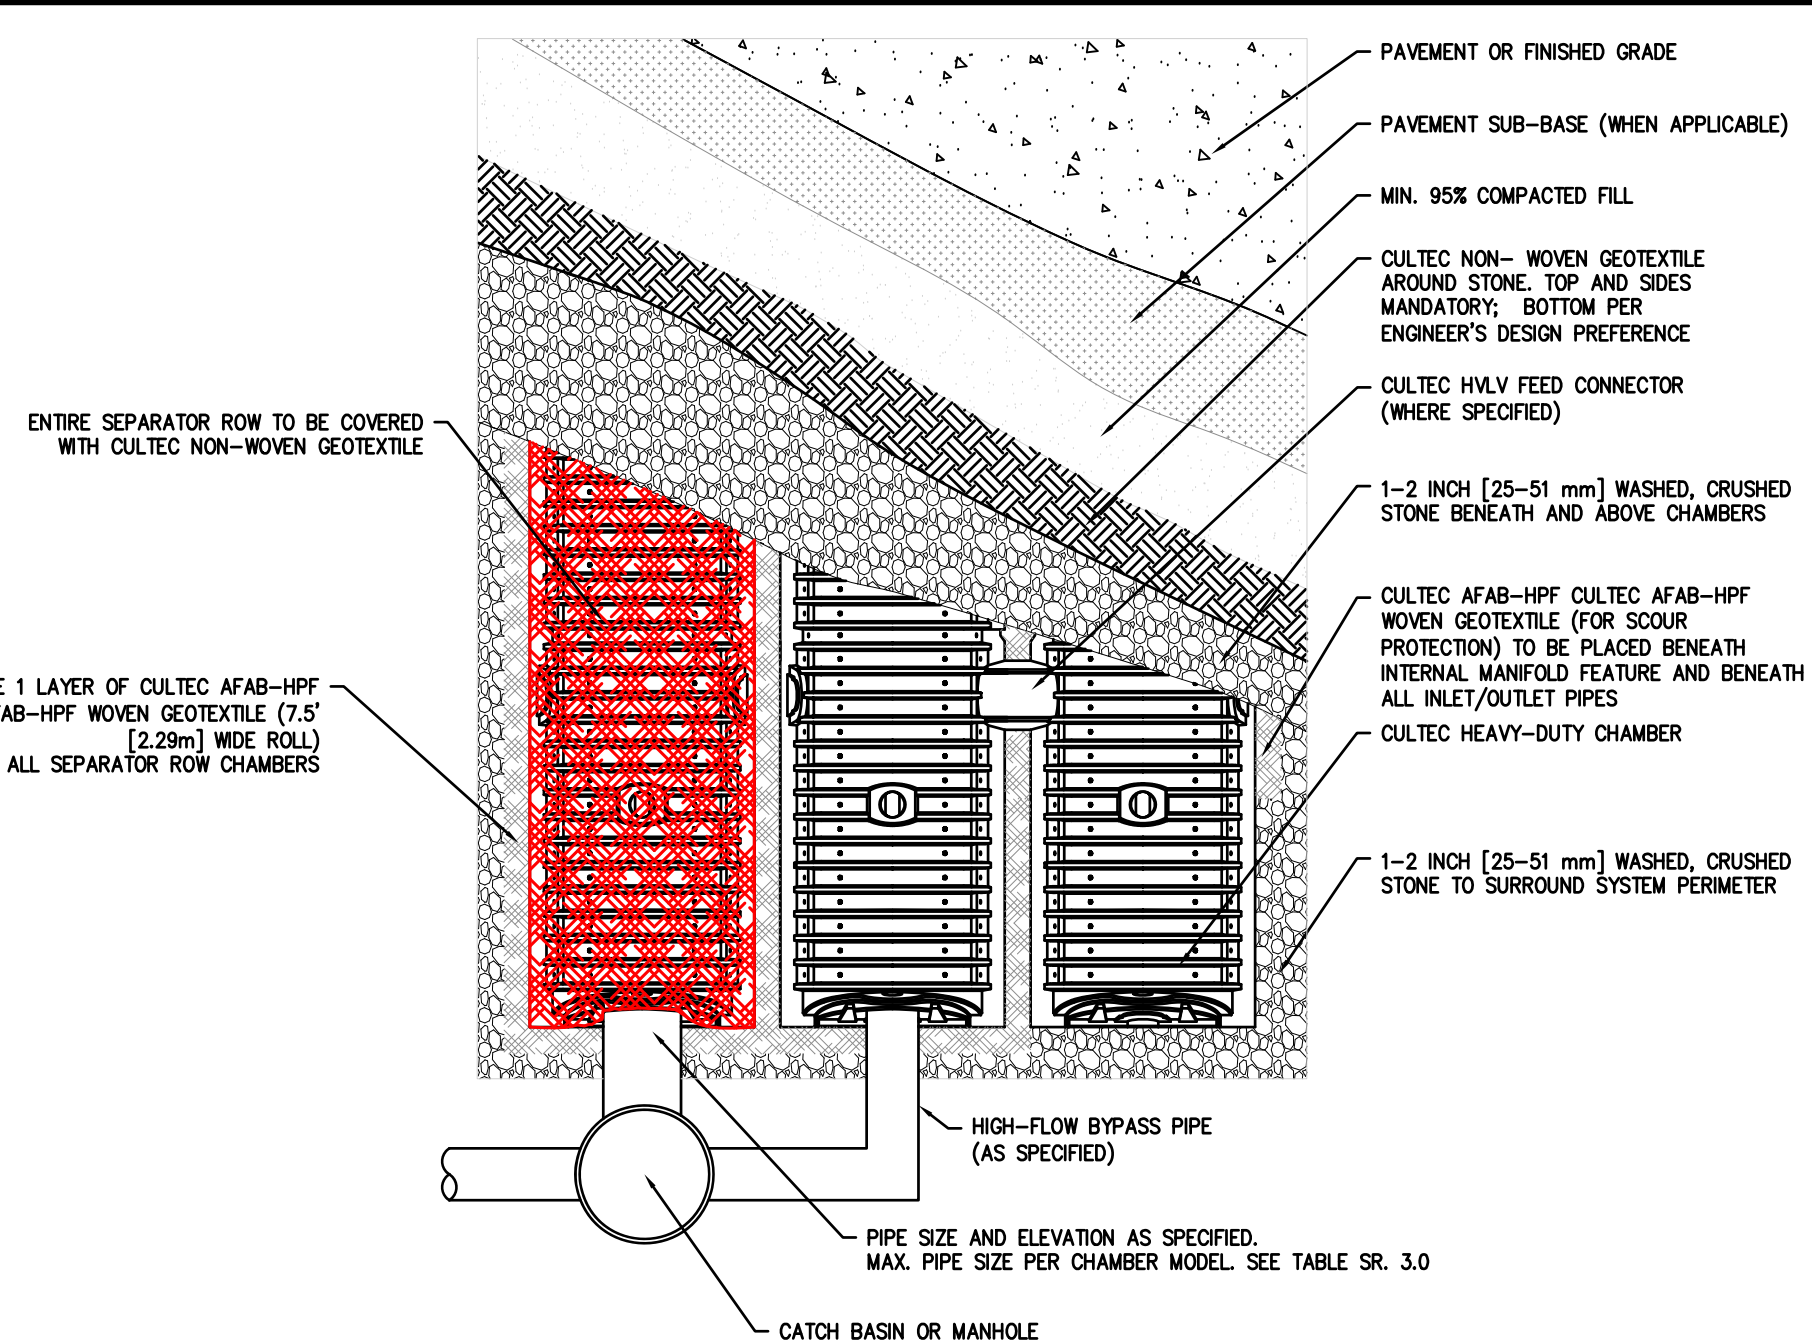 PAVEMENT OR FINISHED GRADE
PAVEMENT SUB-BASE (WHEN APPLICABLE)
MIN. 95% COMPACTED FILL
CULTEC NON- WOVEN GEOTEXTILE
AROUND STONE. TOP AND SIDES
MANDATORY; BOTTOM PER
ENGINEER'S DESIGN PREFERENCE
CULTEC HVLV FEED CONNECTOR
(WHERE SPECIFIED)
ENTIRE SEPARATOR ROW TO BE COVERED
WITH CULTEC NON-WOVEN GEOTEXTILE
1-2 INCH [25-51 mm] WASHED, CRUSHED
STONE BENEATH AND ABOVE CHAMBERS
CULTEC AFAB-HPF CULTEC AFAB-HPF
WOVEN GEOTEXTILE (FOR SCOUR
PROTECTION) TO BE PLACED BENEATH
INTERNAL MANIFOLD FEATURE AND BENEATH
ALL INLET/OUTLET PIPES
1 LAYER OF CULTEC AFAB-HPF
WOVEN GEOTEXTILE (7.5'
[2.29m] WIDE ROLL)
ALL SEPARATOR ROW CHAMBERS
CULTEC HEAVY-DUTY CHAMBER
1-2 INCH [25-51 mm] WASHED, CRUSHED
STONE TO SURROUND SYSTEM PERIMETER
HIGH-FLOW BYPASS PIPE
(AS SPECIFIED)
PIPE SIZE AND ELEVATION AS SPECIFIED.
MAX. PIPE SIZE PER CHAMBER MODEL. SEE TABLE SR. 3.0
CATCH BASIN OR MANHOLE